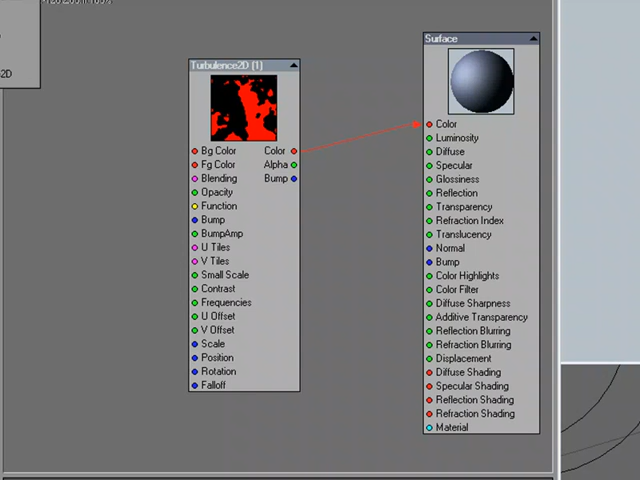 2D
Turbulence2D (1)
Bg Color
Fg Color
Blending
Opacity
Function
Bump
BumpAmp
U Tiles
V Tiles
Small Scale
Contrast
Frequencies
U Offset
V Offset
Scale
Position
Rotation
Falloff
Color
Alpha
Bump
Surface
Color
Luminosity
Diffuse
Specular
Glossiness
Reflection
Transparency
Refraction Index
Translucency
Normal
Bump
Color Highlights
Color Filter
Diffuse Sharpness
Additive Transparency
Reflection Blurring
Refraction Blurring
Displacement
Diffuse Shading
Specular Shading
Reflection Shading
Refraction Shading
Material